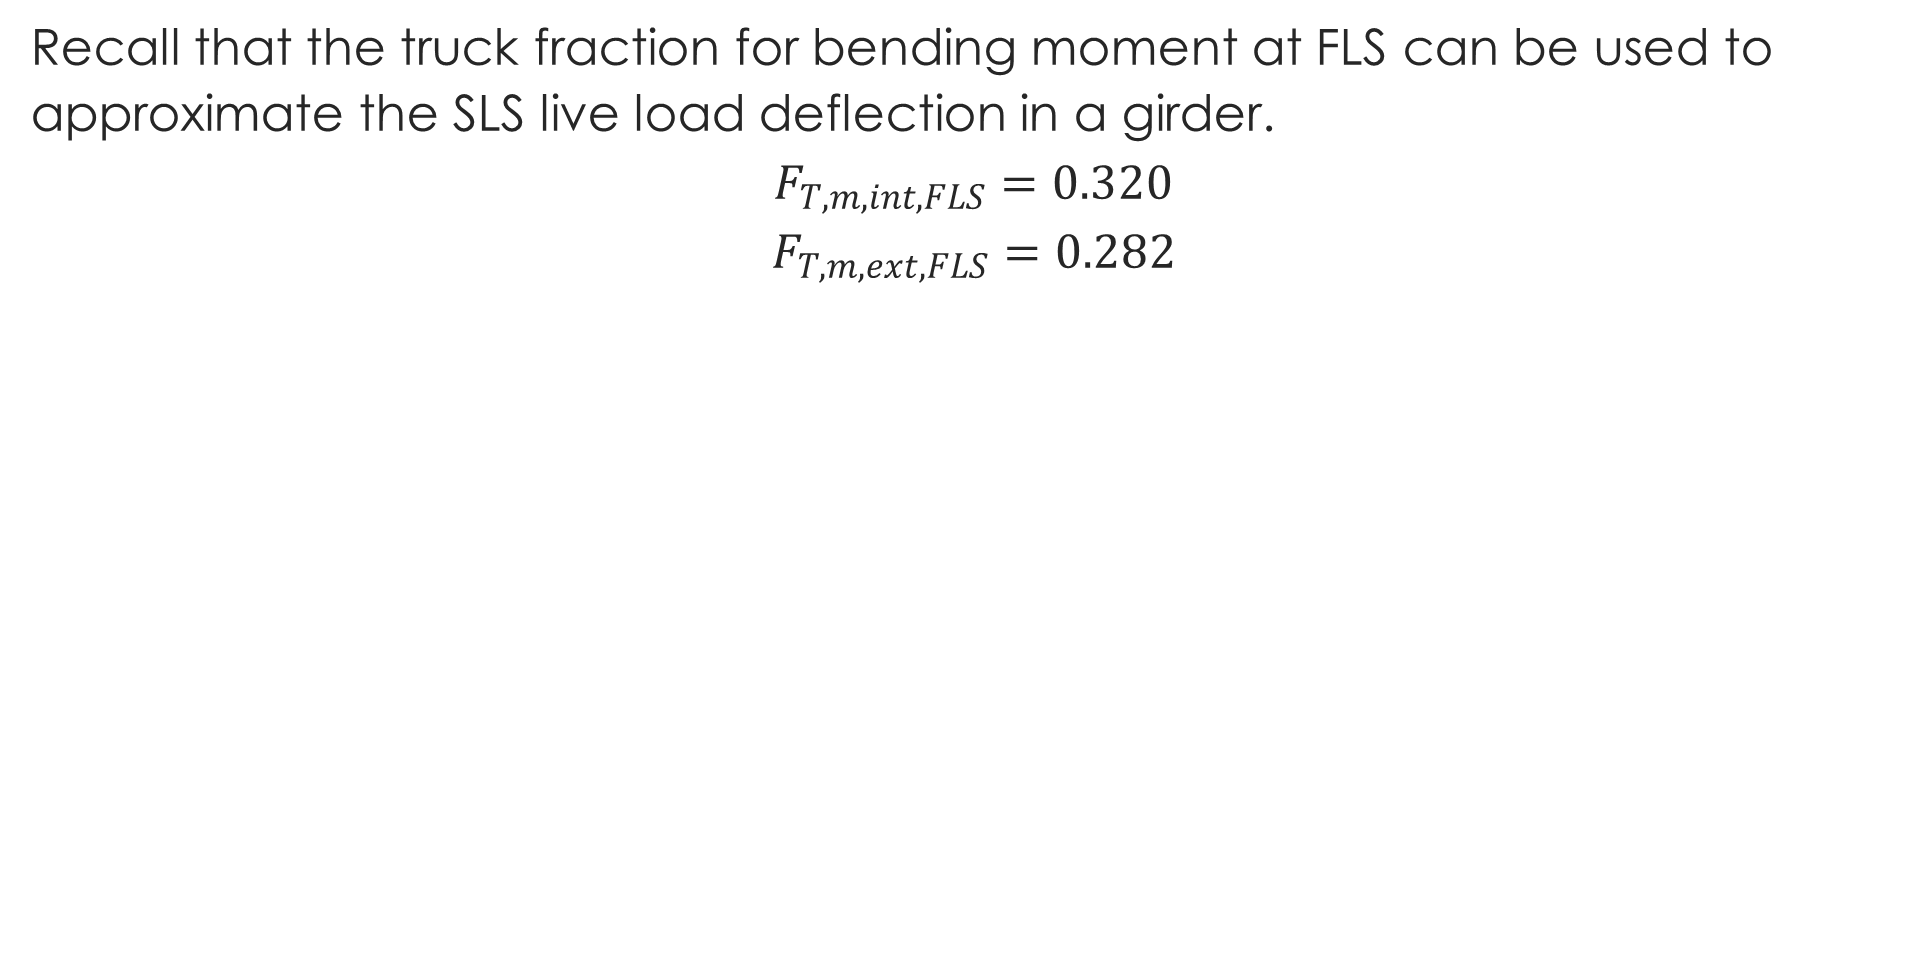 Recall that the truck fraction for bending moment at FLS can be used to
approximate the SLS live load deflection in a girder.
F_{T,m,int,FLS} = 0.320
F_{T,m,ext,FLS} = 0.282